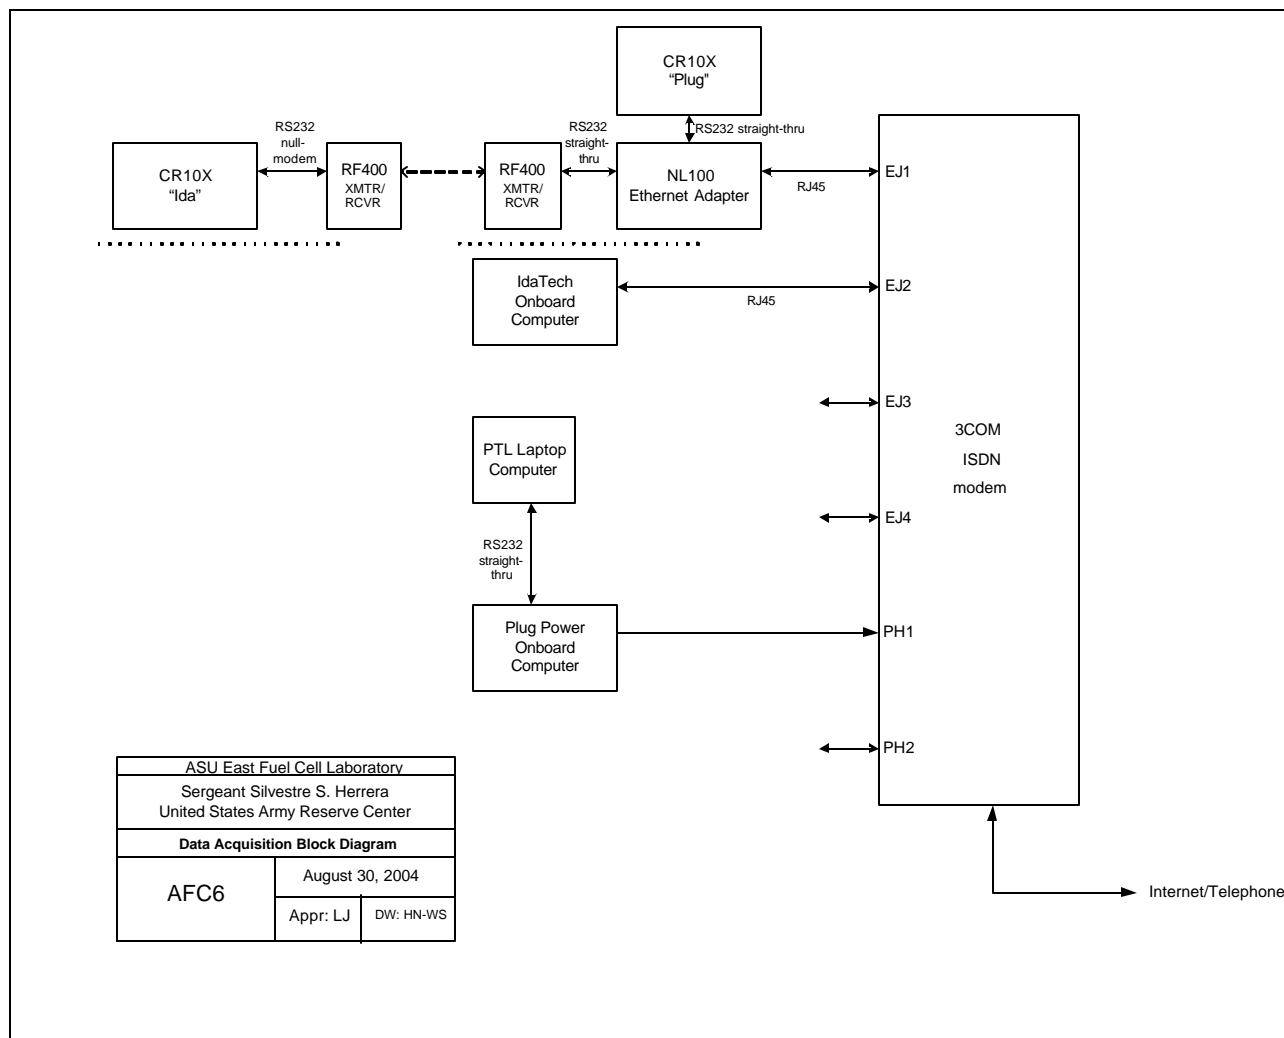 CR10X
“Plug”
RS232 straight-thru
RS232
null-
modem
RS232
straight-
thru
CR10X
“Ida”
RF400
XMTR/
RCVR
RF400
XMTR/
RCVR
NL100
Ethernet Adapter
RJ45
EJ1
IdaTech
Onboard
Computer
RJ45
EJ2
EJ3
3COM
ISDN
modem
PTL Laptop
Computer
EJ4
RS232
straight-
thru
Plug Power
Onboard
Computer
PH1
PH2
ASU East Fuel Cell Laboratory
Sergeant Silvestre S. Herrera
United States Army Reserve Center
Data Acquisition Block Diagram
AFC6
August 30, 2004
Appr: LJ
DW: HN-WS
Internet/Telephone